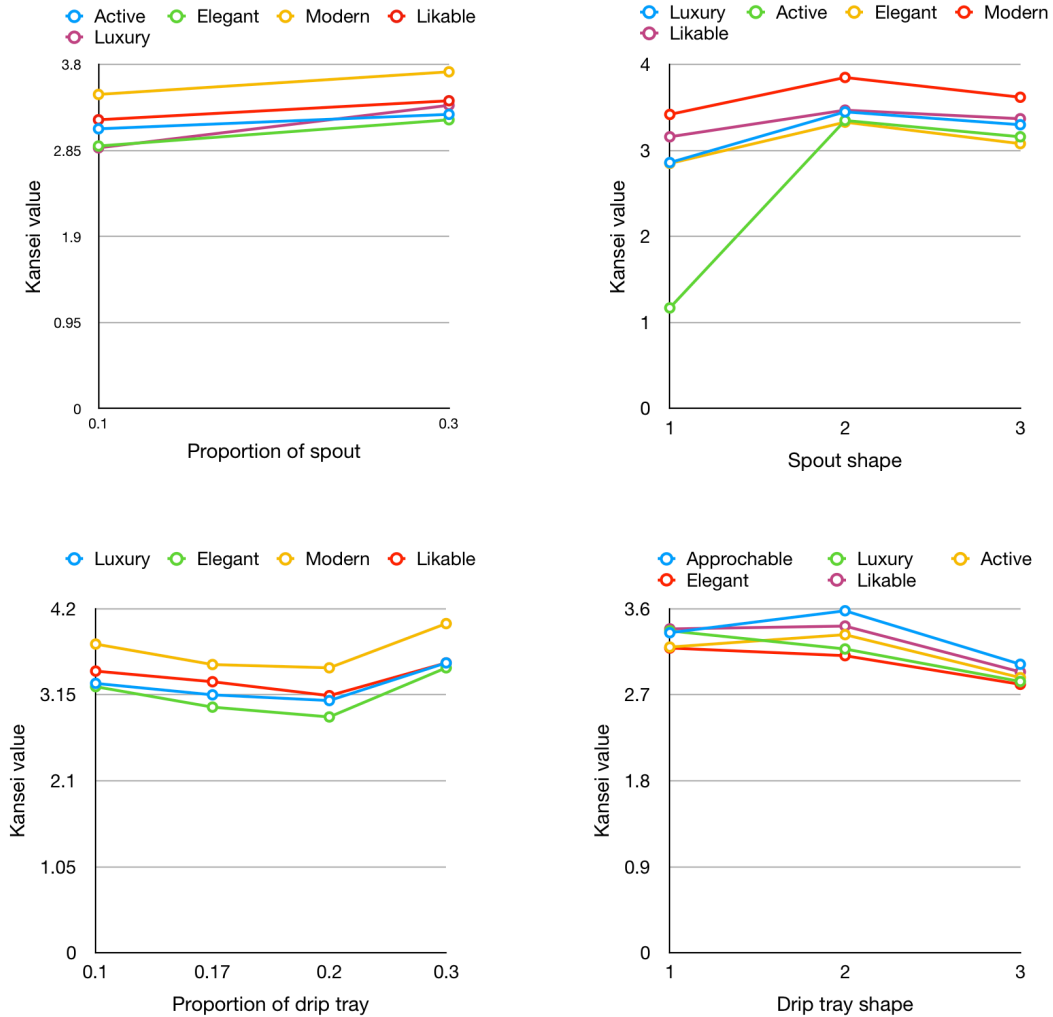 Active Elegant Modern Likable
Luxury
3.8
2.85
1.9
0.95
0
Kansei value
0.1 0.3
Proportion of spout
Luxury Active Elegant Modern
Likable
4
3
2
1
0
Kansei value
1 2 3
Spout shape
Luxury Elegant Modern Likable
4.2
3.15
2.1
1.05
0
Kansei value
0.1 0.17 0.2 0.3
Proportion of drip tray
Approchable Luxury Active
Elegant Likable
3.6
2.7
1.8
0.9
0
Kansei value
1 2 3
Drip tray shape